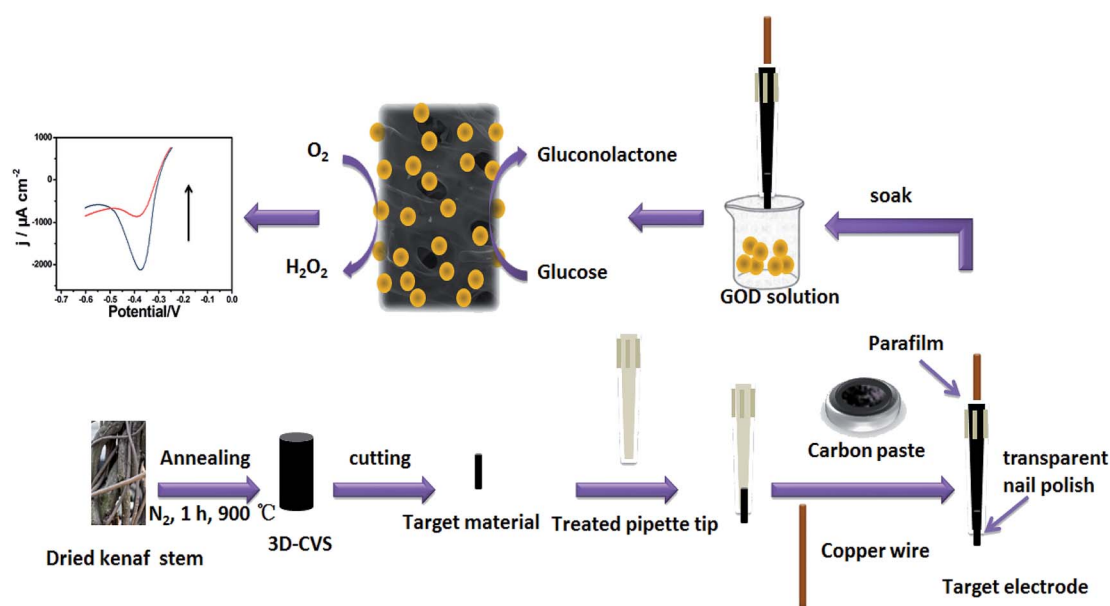 1000
0
-1000
-2000
j / μA cm⁻²
-0.7 -0.6 -0.5 -0.4 -0.3 -0.2 -0.1 0.0
Potential/V
O₂
H₂O₂
Gluconolactone
Glucose
soak
GOD solution
Dried kenaf stem
Annealing
N₂, 1 h, 900 ℃
3D-CVS
cutting
Target material
Treated pipette tip
Carbon paste
Copper wire
Parafilm
transparent
nail polish
Target electrode